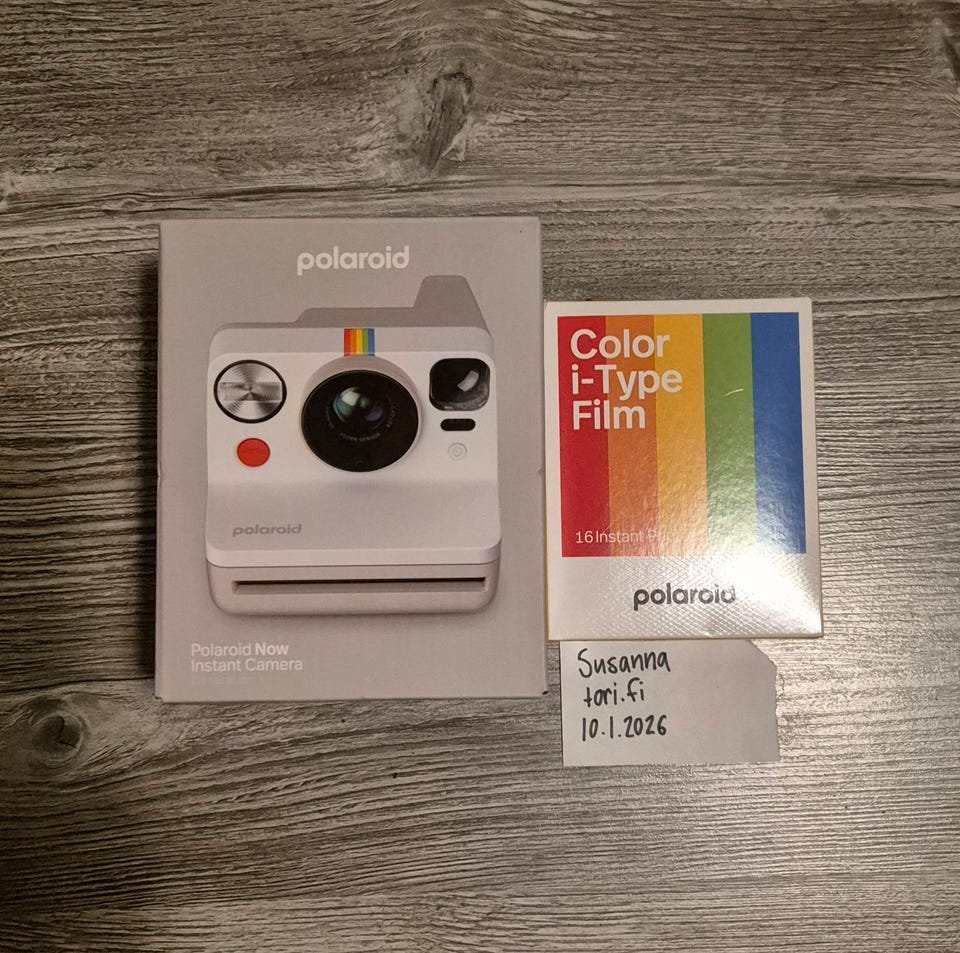 polaroid
polaroid
Polaroid Now
Instant Camera
Color
i-Type
Film
16 Instant
polaroid
Susanna
tori.fi
10.1.2026